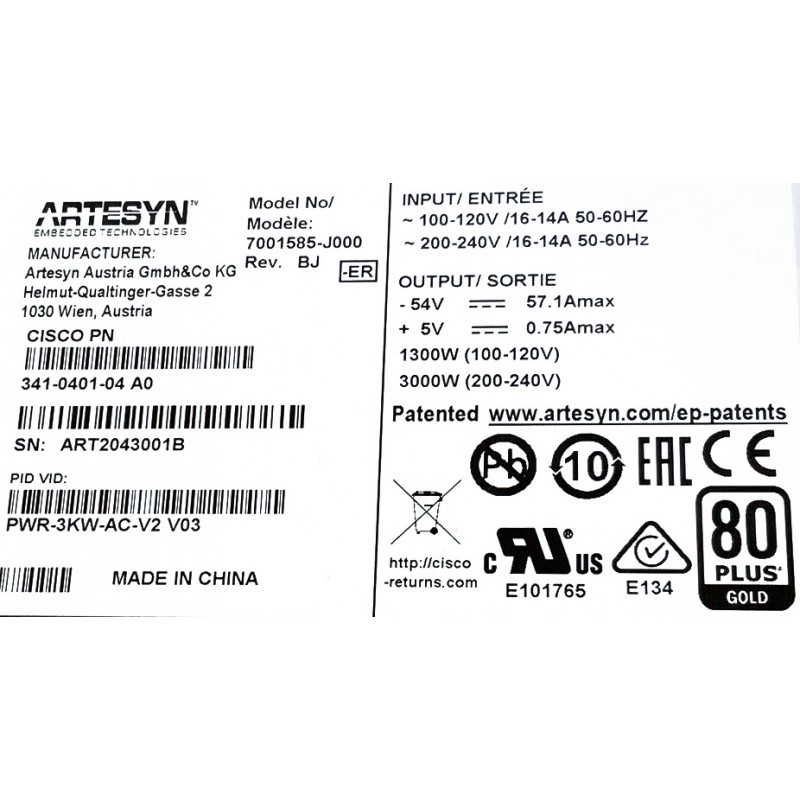 ARTESYN™
EMBEDDED TECHNOLOGIES
MANUFACTURER:
Artesyn Austria Gmbh&Co KG
Helmut-Qualtinger-Gasse 2
1030 Wien, Austria
Model No/
Modèle:
7001585-J000
Rev. BJ
-ER
CISCO PN
341-0401-04 A0
SN: ART2043001B
PID VID:
PWR-3KW-AC-V2 V03
MADE IN CHINA
INPUT/ ENTRÉE
~ 100-120V /16-14A 50-60HZ
~ 200-240V /16-14A 50-60Hz
OUTPUT/ SORTIE
- 54V 57.1Amax
+ 5V 0.75Amax
1300W (100-120V)
3000W (200-240V)
Patented www.artesyn.com/ep-patents
Pb 10 EAC CE
http://cisco
-returns.com
c RU® US
E101765
E134
80
PLUS
GOLD